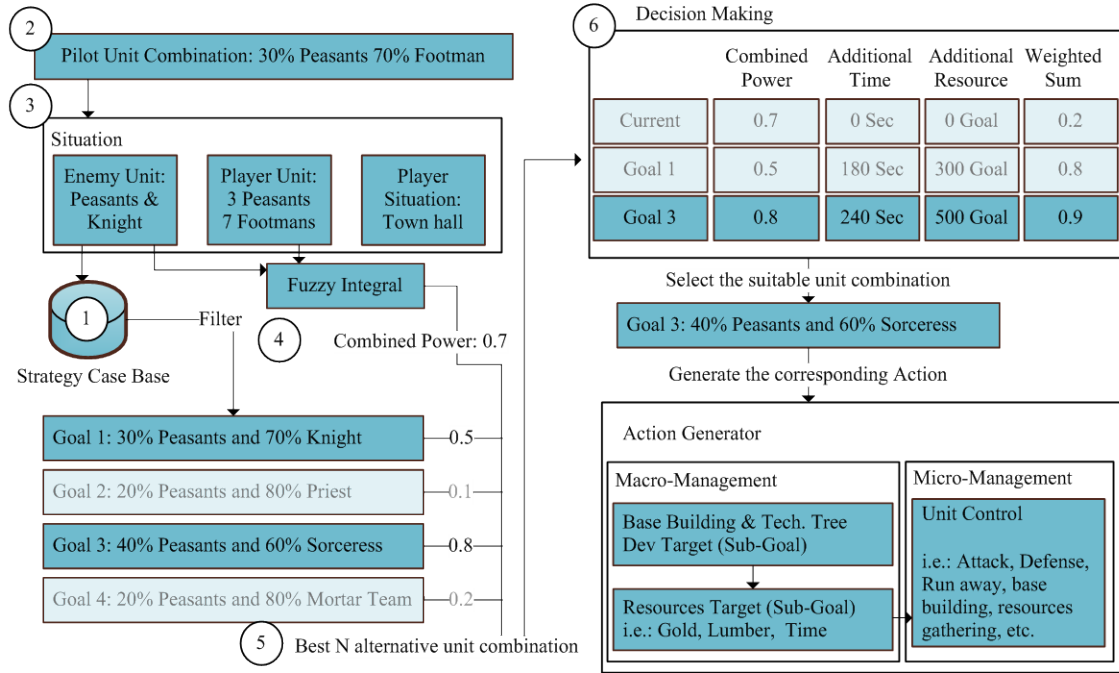 2
Pilot Unit Combination: 30% Peasants 70% Footman
3
Situation
Enemy Unit:
Peasants &
Knight
Player Unit:
3 Peasants
7 Footmans
Player
Situation:
Town hall
Fuzzy Integral
1
Filter
4
Combined Power: 0.7
Strategy Case Base
Goal 1: 30% Peasants and 70% Knight
0.5
Goal 2: 20% Peasants and 80% Priest
0.1
Goal 3: 40% Peasants and 60% Sorceress
0.8
Goal 4: 20% Peasants and 80% Mortar Team
0.2
5
Best N alternative unit combination
6
Decision Making
Combined
Power
Additional
Time
Additional
Resource
Weighted
Sum
Current
0.7
0 Sec
0 Goal
0.2
Goal 1
0.5
180 Sec
300 Goal
0.8
Goal 3
0.8
240 Sec
500 Goal
0.9
Select the suitable unit combination
Goal 3: 40% Peasants and 60% Sorceress
Generate the corresponding Action
Action Generator
Macro-Management
Base Building & Tech. Tree
Dev Target (Sub-Goal)
Resources Target (Sub-Goal)
i.e.: Gold, Lumber, Time
Micro-Management
Unit Control
i.e.: Attack, Defense,
Run away, base
building, resources
gathering, etc.